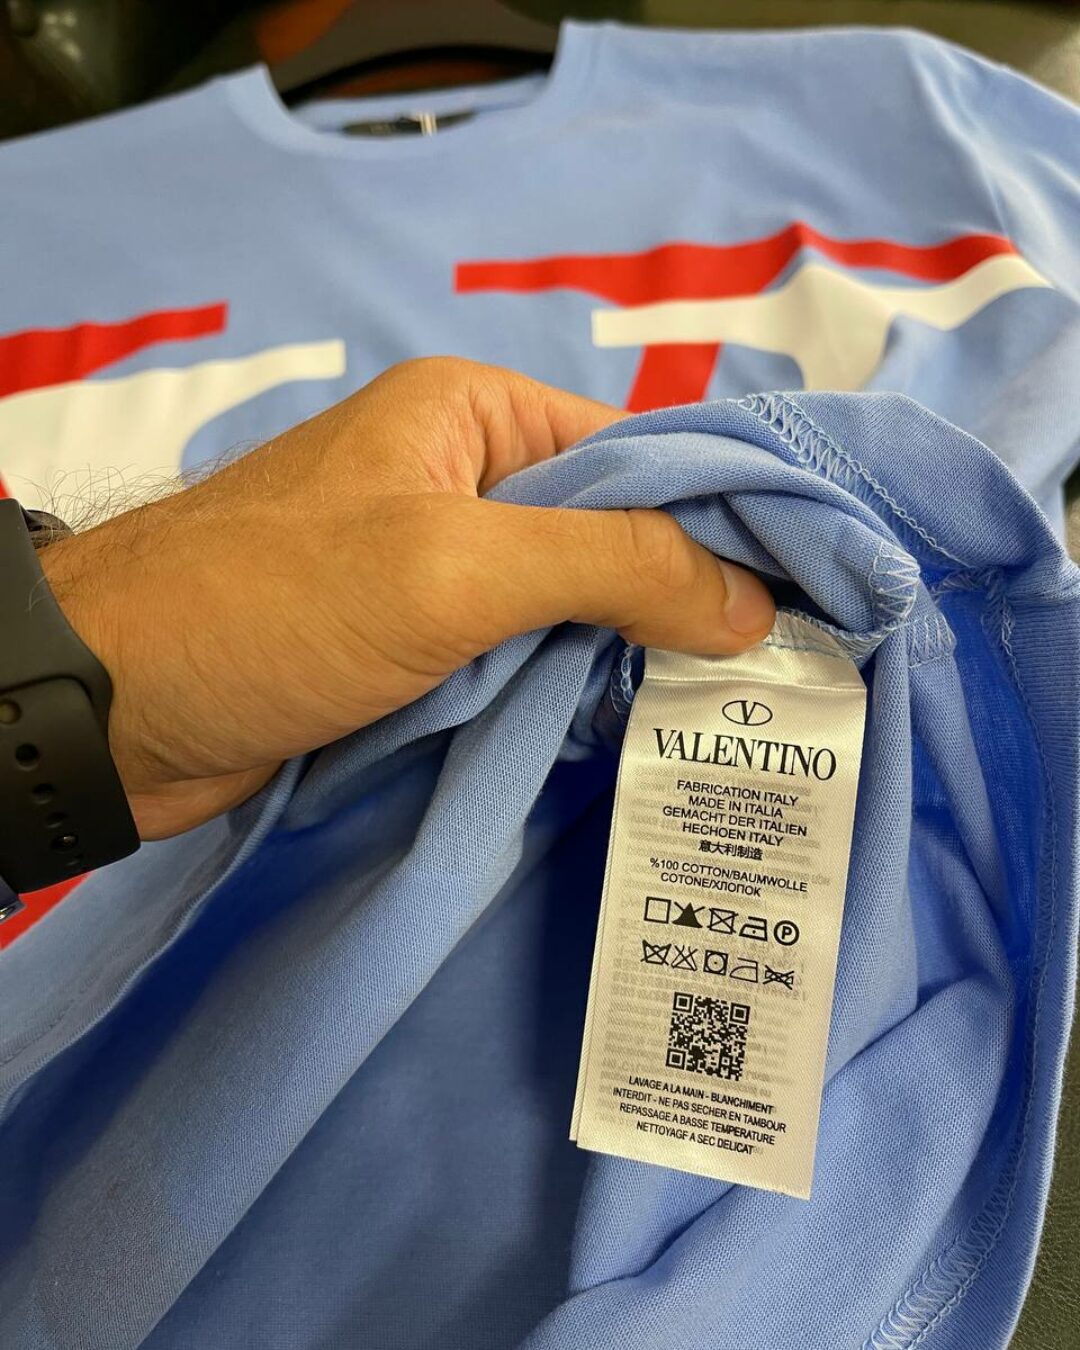 V
VALENTINO
FABRICATION ITALY
MADE IN ITALIA
GEMACHT DER ITALIEN
HECHOEN ITALY
意大利制造
%100 COTTON/BAUMWOLLE
COTONE/ХЛОПОК
P
LAVAGE A LA MAIN - BLANCHIMENT
INTERDIT - NE PAS SECHER EN TAMBOUR
REPASSAGE A BASSE TEMPERATURE
NETTOYAGF A SEC DELICAT